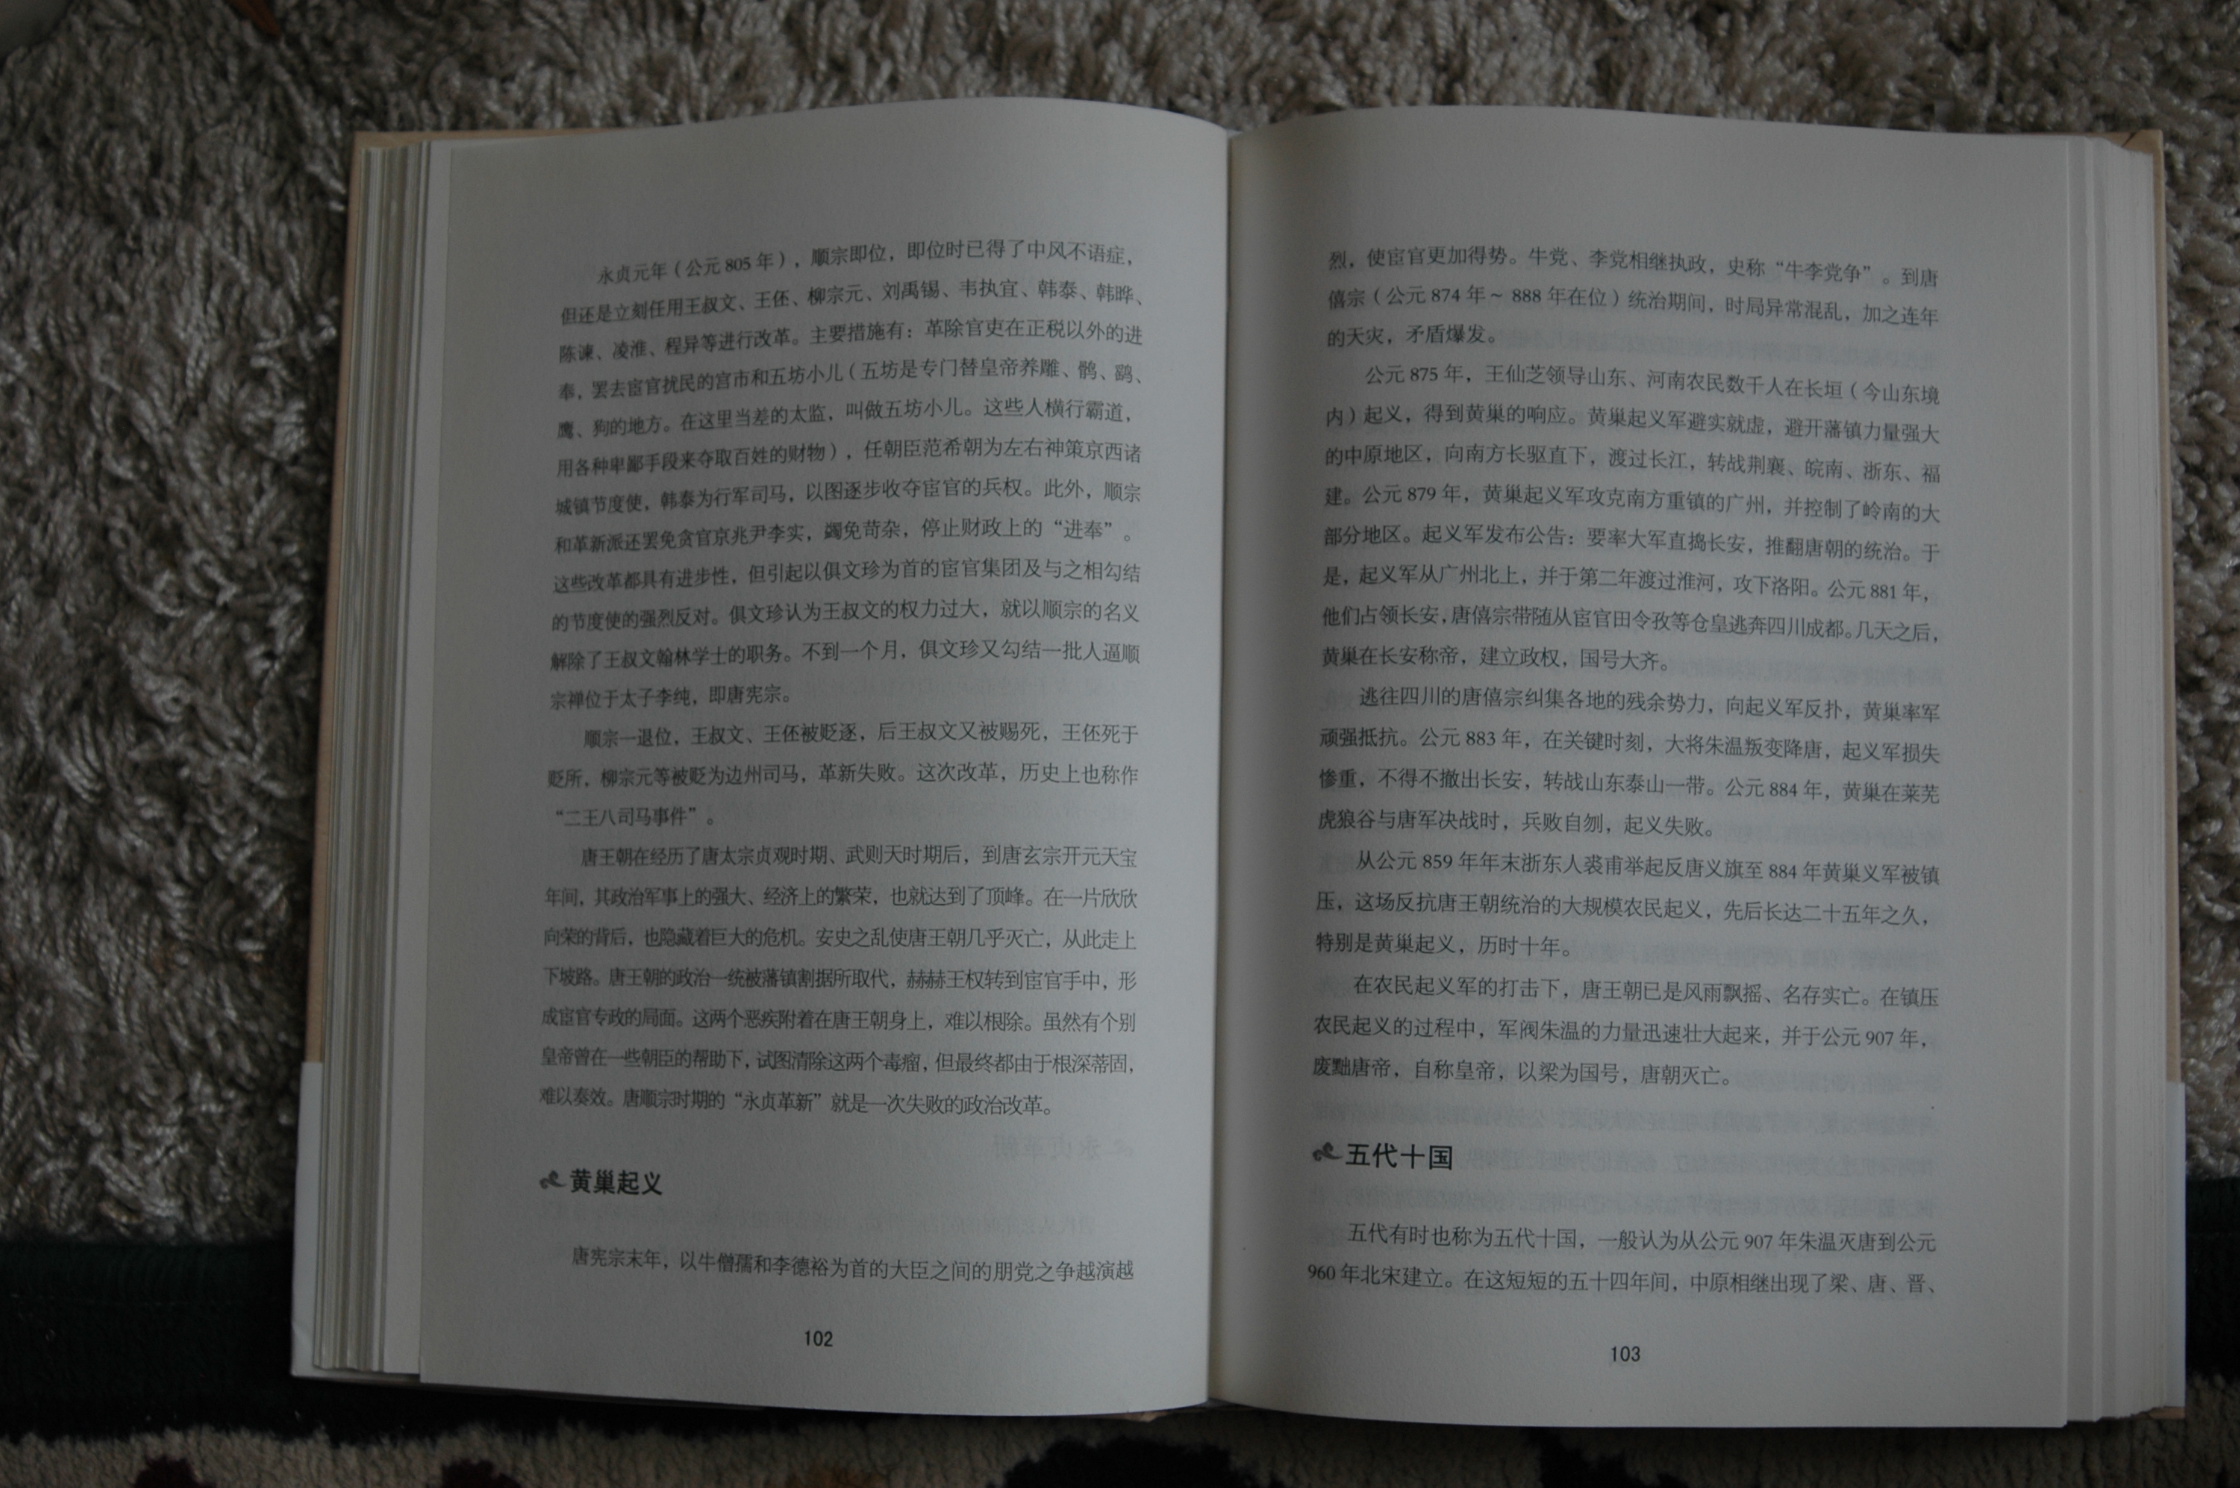 永贞元年（公元 805 年），顺宗即位，即位时已得了中风不语症，
但还是立刻任用王叔文、王伾、柳宗元、刘禹锡、韦执宜、韩泰、韩晔、
陈谏、凌淮、程异等进行改革。主要措施有：革除官吏在正税以外的进
奉，罢去宦官扰民的宫市和五坊小儿（五坊是专门替皇帝养雕、鹘、鹞、
鹰、狗的地方。在这里当差的太监，叫做五坊小儿。这些人横行霸道，
用各种卑鄙手段来夺取百姓的财物），任朝臣范希朝为左右神策京西诸
城镇节度使，韩泰为行军司马，以图逐步收夺宦官的兵权。此外，顺宗
和革新派还罢免贪官京兆尹李实，蠲免苛杂，停止财政上的“进奉”。
这些改革都具有进步性，但引起以俱文珍为首的宦官集团及与之相勾结
的节度使的强烈反对。俱文珍认为王叔文的权力过大，就以顺宗的名义
解除了王叔文翰林学士的职务。不到一个月，俱文珍又勾结一批人逼顺
宗禅位于太子李纯，即唐宪宗。
顺宗一退位，王叔文、王伾被贬逐，后王叔文又被赐死，王伾死于
贬所，柳宗元等被贬为边州司马，革新失败。这次改革，历史上也称作
“二王八司马事件”。
唐王朝在经历了唐太宗贞观时期、武则天时期后，到唐玄宗开元天宝
年间，其政治军事上的强大、经济上的繁荣，也就达到了顶峰。在一片欣欣
向荣的背后，也隐藏着巨大的危机。安史之乱使唐王朝几乎灭亡，从此走上
下坡路。唐王朝的政治一统被藩镇割据所取代，赫赫王权转到宦官手中，形
成宦官专政的局面。这两个恶疾附着在唐王朝身上，难以根除。虽然有个别
皇帝曾在一些朝臣的帮助下，试图清除这两个毒瘤，但最终都由于根深蒂固，
难以奏效。唐顺宗时期的“永贞革新”就是一次失败的政治改革。
黄巢起义
唐宪宗末年，以牛僧孺和李德裕为首的大臣之间的朋党之争越演越
102
烈，使宦官更加得势。牛党、李党相继执政，史称“牛李党争”。到唐
僖宗（公元 874 年～ 888 年在位）统治期间，时局异常混乱，加之连年
的天灾，矛盾爆发。
公元 875 年，王仙芝领导山东、河南农民数千人在长垣（今山东境
内）起义，得到黄巢的响应。黄巢起义军避实就虚，避开藩镇力量强大
的中原地区，向南方长驱直下，渡过长江，转战荆襄、皖南、浙东、福
建。公元 879 年，黄巢起义军攻克南方重镇的广州，并控制了岭南的大
部分地区。起义军发布公告：要率大军直捣长安，推翻唐朝的统治。于
是，起义军从广州北上，并于第二年渡过淮河，攻下洛阳。公元 881 年，
他们占领长安，唐僖宗带随从宦官田令孜等仓皇逃奔四川成都。几天之后，
黄巢在长安称帝，建立政权，国号大齐。
逃往四川的唐僖宗纠集各地的残余势力，向起义军反扑，黄巢率军
顽强抵抗。公元 883 年，在关键时刻，大将朱温叛变降唐，起义军损失
惨重，不得不撤出长安，转战山东泰山一带。公元 884 年，黄巢在莱芜
虎狼谷与唐军决战时，兵败自刎，起义失败。
从公元 859 年年末浙东人裘甫举起反唐义旗至 884 年黄巢义军被镇
压，这场反抗唐王朝统治的大规模农民起义，先后长达二十五年之久，
特别是黄巢起义，历时十年。
在农民起义军的打击下，唐王朝已是风雨飘摇、名存实亡。在镇压
农民起义的过程中，军阀朱温的力量迅速壮大起来，并于公元 907 年，
废黜唐帝，自称皇帝，以梁为国号，唐朝灭亡。
五代十国
五代有时也称为五代十国，一般认为从公元 907 年朱温灭唐到公元
960 年北宋建立。在这短短的五十四年间，中原相继出现了梁、唐、晋、
103